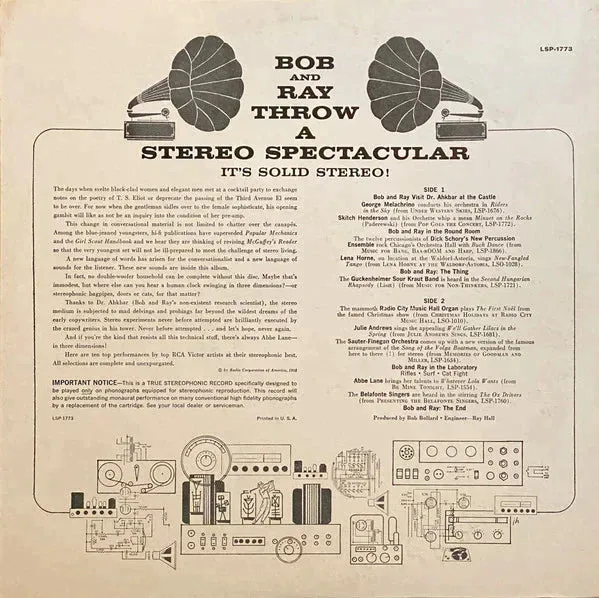 LSP-1773
BOB
AND
RAY
THROW
A
STEREO SPECTACULAR
IT'S SOLID STEREO!
The days when svelte black-clad women and elegant men met at a cocktail party to exchange
notes on the poetry of T. S. Eliot or deprecate the passing of the Third Avenue El seem
to be over. For now when the gentleman sidles over to the female sophisticate, his opening
gambit will like as not be an inquiry into the condition of her pre-amp.
This change in conversational material is not limited to chatter over the canapés.
Among the blue-jeaned youngsters, hi-fi publications have superseded Popular Mechanics
and the Girl Scout Handbook and we hear they are thinking of revising McGuffey's Reader
so that the very youngest set will be prepared to meet the challenge of stereo living.
A new language of words has arisen for the conversationalist and a new language of
sounds for the listener. These new sounds are inside this album.
In fact, no double-woofer household can be complete without this disc. Maybe that's
immodest, but where else can you hear a human clock swinging in three dimensions?—or
stereophonic bagpipes, doors or cats, for that matter?
Thanks to Dr. Ahkbar (Bob and Ray's non-existent research scientist), the stereo
medium is subjected to mad delvings and probings far beyond the wildest dreams of the
early copywriters. Stereo experiments never before attempted are brilliantly executed by
the crazed genius in his tower. Never before attempted . . . and let's hope, never again.
And if you're the kind that resists all this technical stuff, there's always Abbe Lane—
in three dimensions!
Here are ten top performances by top RCA Victor artists at their stereophonic best.
All selections are complete and unexpurgated.
© by Radio Corporation of America, 1958
IMPORTANT NOTICE—This is a TRUE STEREOPHONIC RECORD specifically designed to
be played only on phonographs equipped for stereophonic reproduction. This record will
also give outstanding monaural performance on many conventional high fidelity phonographs
by a replacement of the cartridge. See your local dealer or serviceman.
LSP-1773
Printed in U. S. A.
SIDE 1
Bob and Ray Visit Dr. Ahkbar at the Castle
George Melachrino conducts his orchestra in Riders
in the Sky (from UNDER WESTERN SKIES, LSP-1676).
Skitch Henderson and his Orchestra whip a mean Minuet on the Rocks
(Paderewski) (from POP GOES THE CONCERT, LSP-1772).
Bob and Ray in the Round Room
The twelve percussionists of Dick Schory's New Percussion
Ensemble rock Chicago's Orchestra Hall with Buck Dance (from
MUSIC FOR BANG, BAAROOM AND HARP, LSP-1866).
Lena Horne, on location at the Waldorf-Astoria, sings New-Fangled
Tango (from LENA HORNE AT THE WALDORF-ASTORIA, LSO-1028).
Bob and Ray: The Thing
The Guckenheimer Sour Kraut Band is heard in the Second Hungarian
Rhapsody (Liszt) (from MUSIC FOR NON-THINKERS, LSP-1721).
SIDE 2
The mammoth Radio City Music Hall Organ plays The First Noël from
the famed Christmas show (from CHRISTMAS HOLIDAYS AT RADIO CITY
MUSIC HALL, LSO-1010).
Julie Andrews sings the appealing We'll Gather Lilacs in the
Spring (from JULIE ANDREWS SINGS, LSP-1681).
The Sauter-Finegan Orchestra comes up with a new version of the famous
arrangement of the Song of the Volga Boatmen, expanded from
here to there (!) for stereo (from MEMORIES OF GOODMAN AND
MILLER, LSP-1634).
Bob and Ray in the Laboratory
Rifles • Surf • Cat Fight
Abbe Lane brings her talents to Whatever Lola Wants (from
BE MINE TONIGHT, LSP-1554).
The Belafonte Singers are heard in the stirring The Ox Drivers
(from PRESENTING THE BELAFONTE SINGERS, LSP-1760).
Bob and Ray: The End
Produced by Bob Bollard • Engineer—Ray Hall